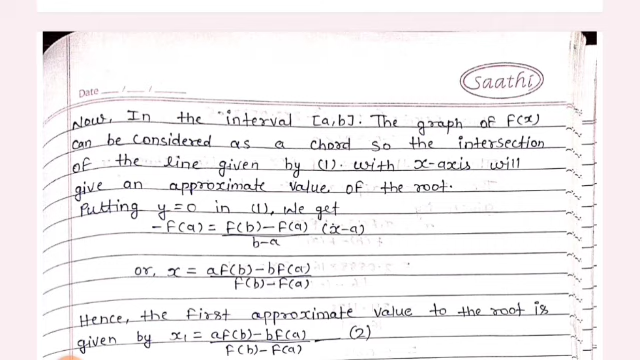 Saathi
Date __/__/__
Now, In the interval [a,b]. The graph of f(x)
can be considered as a chord so the intersection
of the line given by (1). with x-axis will
give an approximate value of the root.
Putting y=0 in (1), We get
-f(a) = f(b)-f(a) (x-a)
b-a
or, x = af(b)-bf(a)
f(b)-f(a)
Hence, the first approximate value to the root is
given by x₁ = af(b)-bf(a) — (2)
f(b)-f(a)